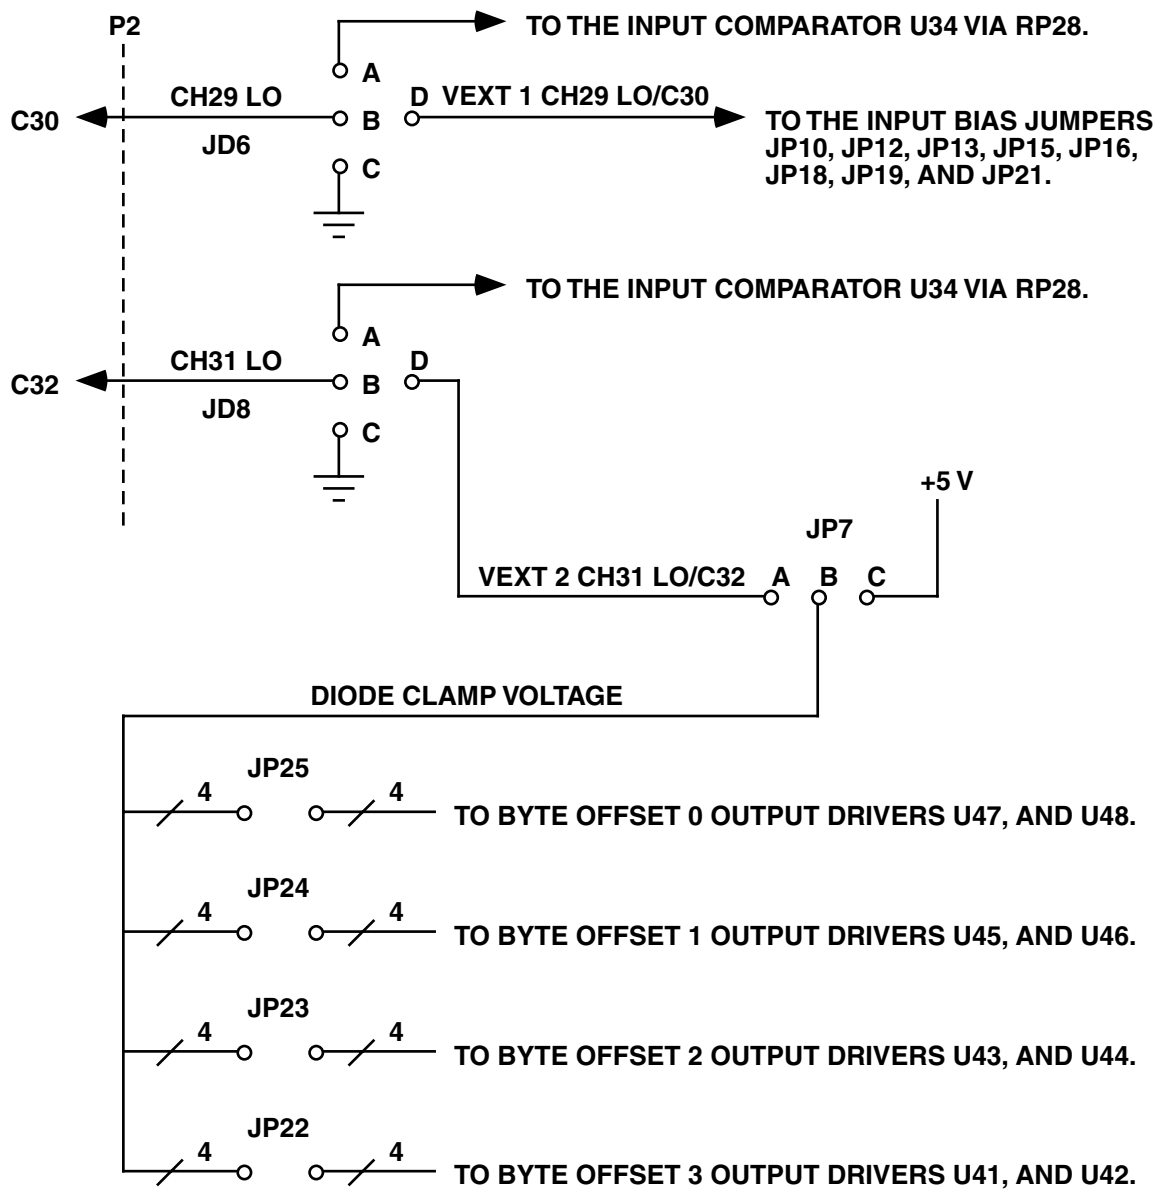 P2
TO THE INPUT COMPARATOR U34 VIA RP28.
A
CH29 LO
D
VEXT 1 CH29 LO/C30
C30
B
TO THE INPUT BIAS JUMPERS
JP10, JP12, JP13, JP15, JP16,
JP18, JP19, AND JP21.
JD6
C
TO THE INPUT COMPARATOR U34 VIA RP28.
A
CH31 LO
D
C32
B
JD8
C
+5 V
JP7
VEXT 2 CH31 LO/C32
A
B
C
DIODE CLAMP VOLTAGE
JP25
4
4
TO BYTE OFFSET 0 OUTPUT DRIVERS U47, AND U48.
JP24
4
4
TO BYTE OFFSET 1 OUTPUT DRIVERS U45, AND U46.
JP23
4
4
TO BYTE OFFSET 2 OUTPUT DRIVERS U43, AND U44.
JP22
4
4
TO BYTE OFFSET 3 OUTPUT DRIVERS U41, AND U42.